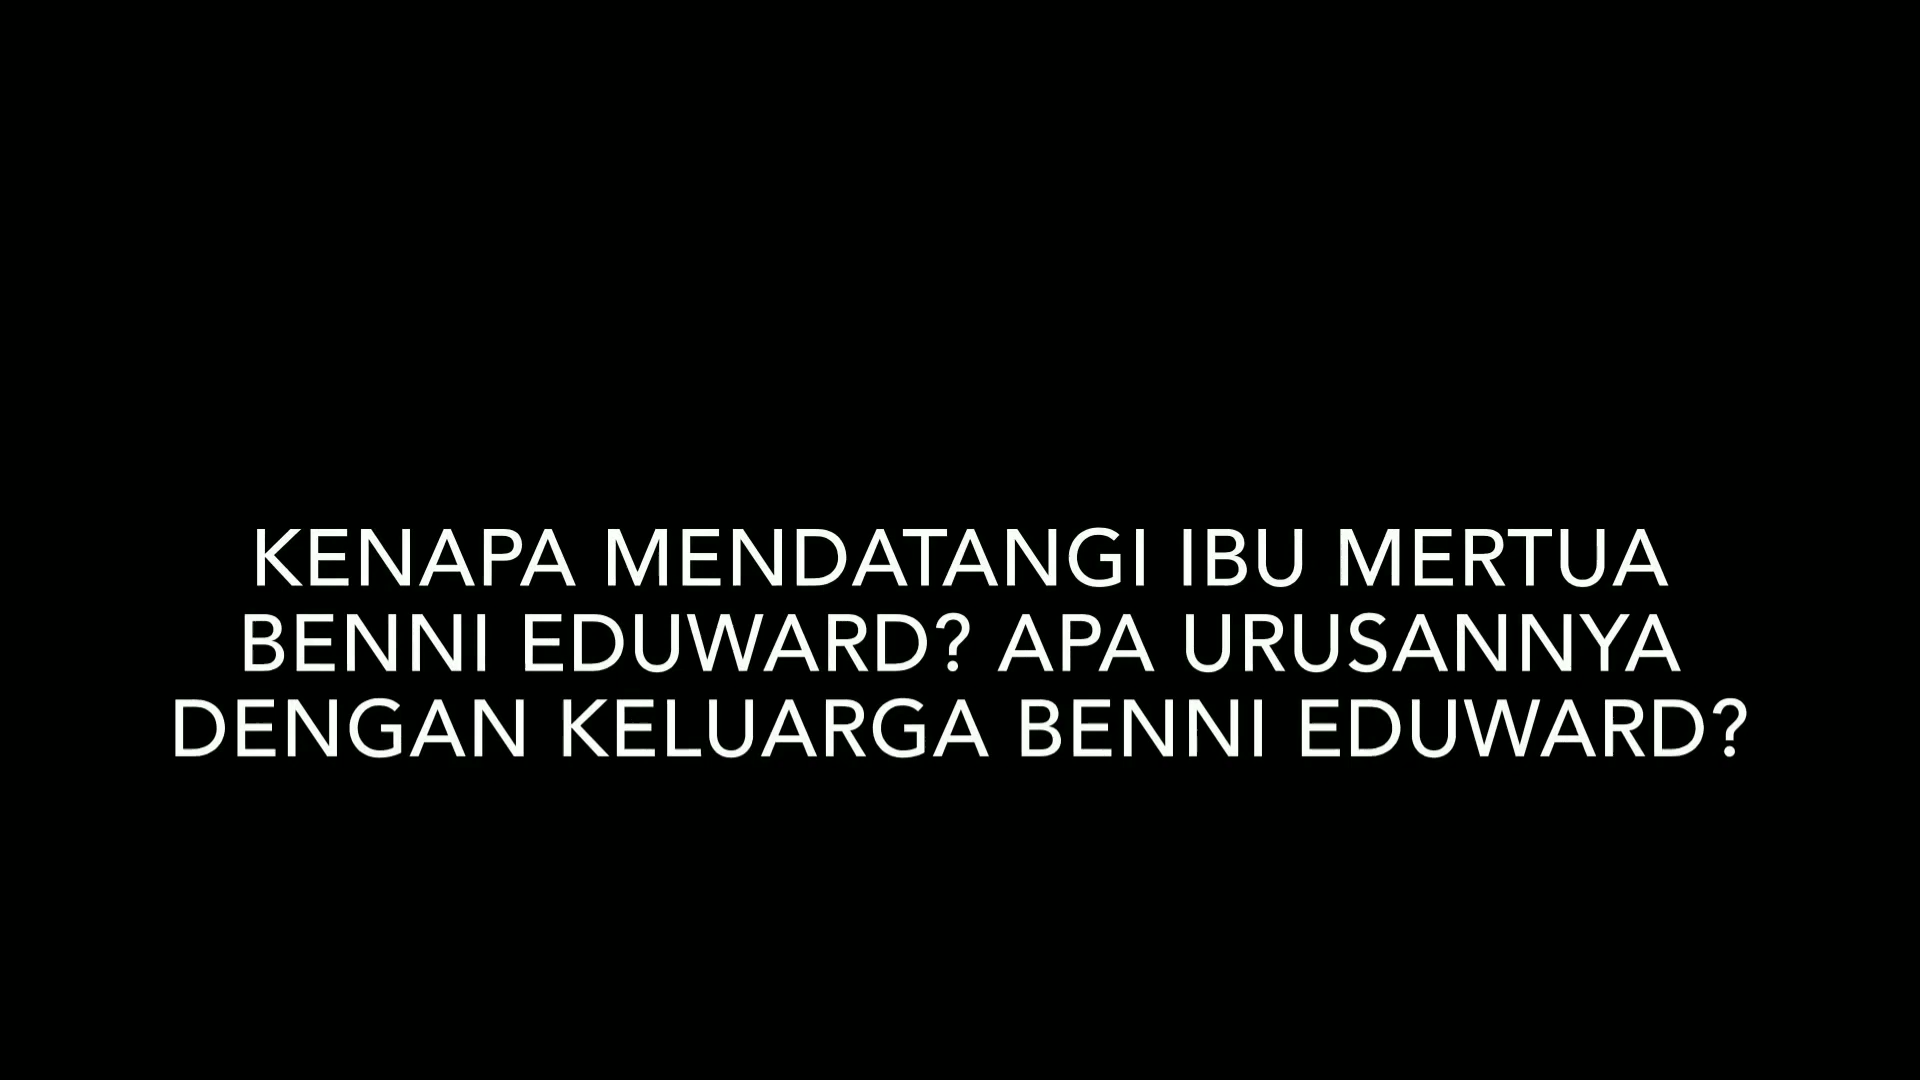 KENAPA MENDATANGI IBU MERTUA
BENNI EDUWARD? APA URUSANNYA
DENGAN KELUARGA BENNI EDUWARD?